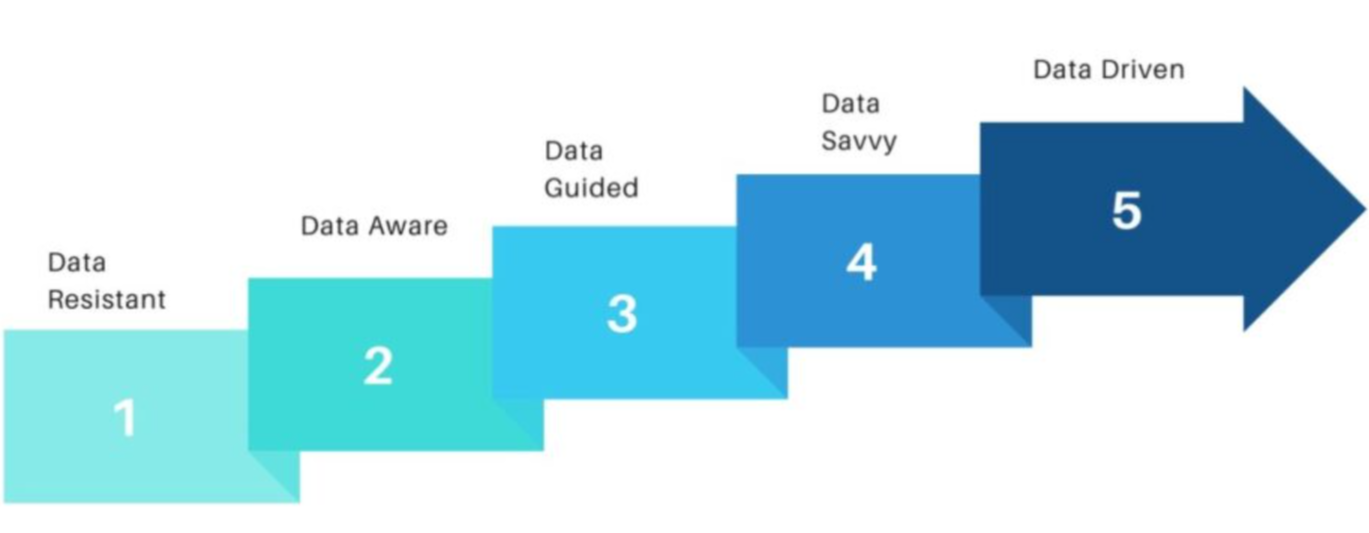 Data
Resistant
1
Data Aware
2
Data
Guided
3
Data
Savvy
4
Data Driven
5